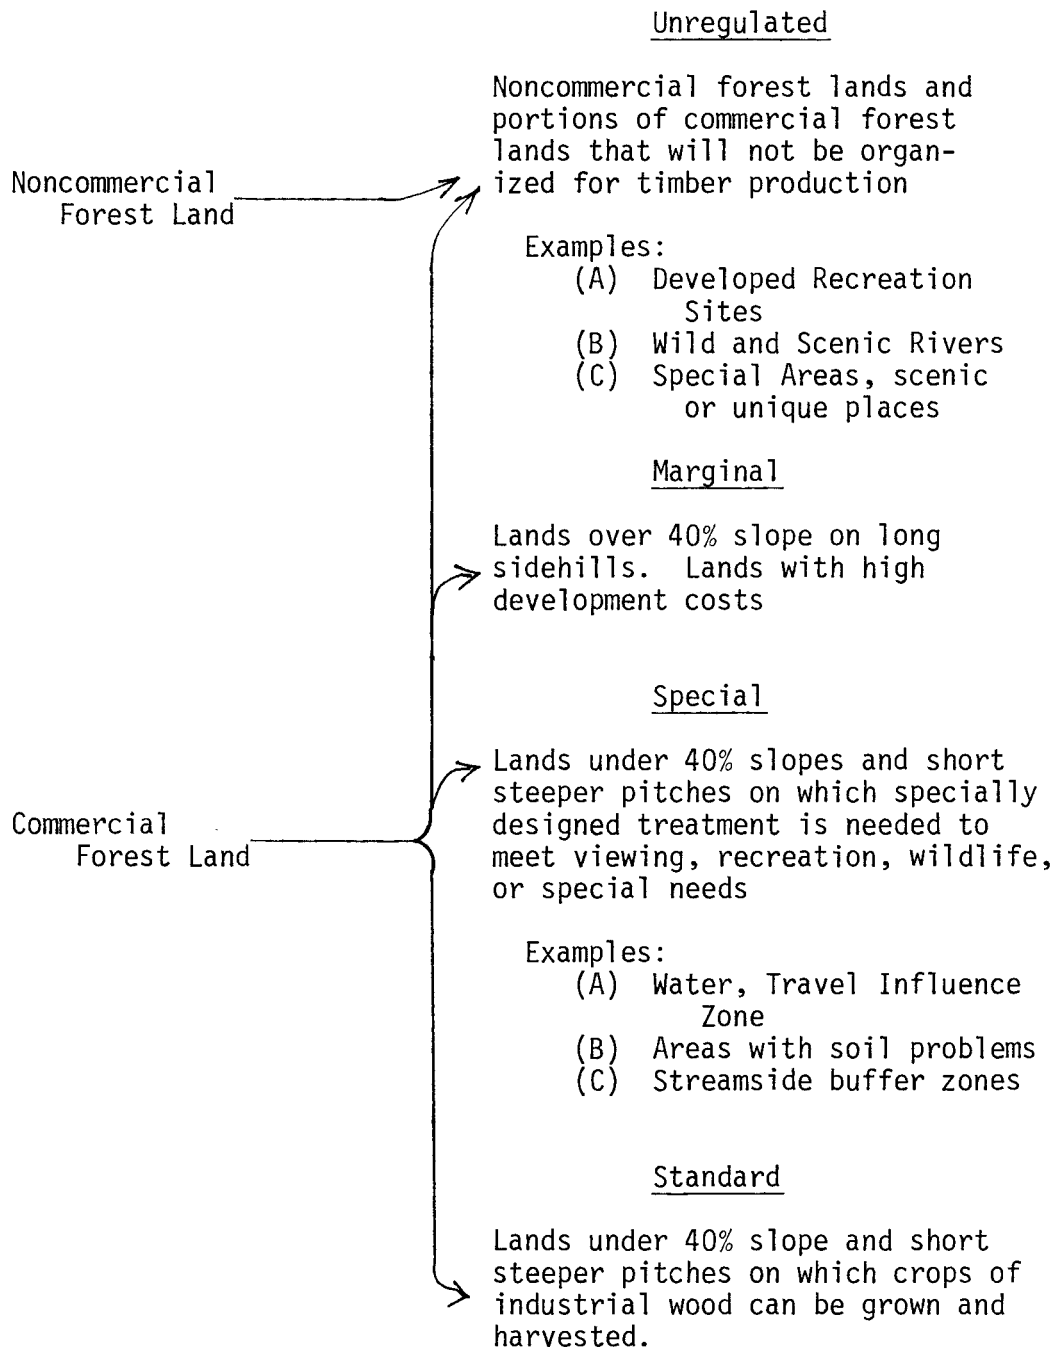 Unregulated
Noncommercial forest lands and
portions of commercial forest
lands that will not be organ-
ized for timber production
Noncommercial
Forest Land
Examples:
(A) Developed Recreation
Sites
(B) Wild and Scenic Rivers
(C) Special Areas, scenic
or unique places
Marginal
Lands over 40% slope on long
sidehills. Lands with high
development costs
Special
Lands under 40% slopes and short
steeper pitches on which specially
designed treatment is needed to
meet viewing, recreation, wildlife,
or special needs
Commercial
Forest Land
Examples:
(A) Water, Travel Influence
Zone
(B) Areas with soil problems
(C) Streamside buffer zones
Standard
Lands under 40% slope and short
steeper pitches on which crops of
industrial wood can be grown and
harvested.